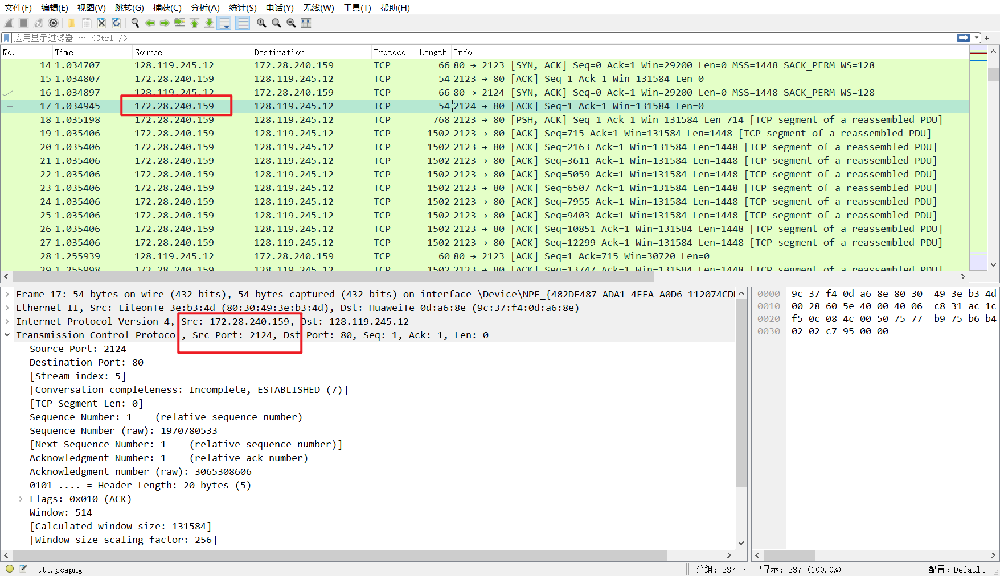 文件(F) 编辑(E) 视图(V) 跳转(G) 捕获(C) 分析(A) 统计(S) 电话(Y) 无线(W) 工具(T) 帮助(H)
应用显示过滤器 … <Ctrl-/>
No. Time Source Destination Protocol Length Info
14 1.034707 128.119.245.12 172.28.240.159 TCP 66 80 → 2123 [SYN, ACK] Seq=0 Ack=1 Win=29200 Len=0 MSS=1448 SACK_PERM WS=128
15 1.034807 172.28.240.159 128.119.245.12 TCP 54 2123 → 80 [ACK] Seq=1 Ack=1 Win=131584 Len=0
16 1.034897 128.119.245.12 172.28.240.159 TCP 66 80 → 2124 [SYN, ACK] Seq=0 Ack=1 Win=29200 Len=0 MSS=1448 SACK_PERM WS=128
17 1.034945 172.28.240.159 128.119.245.12 TCP 54 2124 → 80 [ACK] Seq=1 Ack=1 Win=131584 Len=0
18 1.035198 172.28.240.159 128.119.245.12 TCP 768 2123 → 80 [PSH, ACK] Seq=1 Ack=1 Win=131584 Len=714 [TCP segment of a reassembled PDU]
19 1.035406 172.28.240.159 128.119.245.12 TCP 1502 2123 → 80 [ACK] Seq=715 Ack=1 Win=131584 Len=1448 [TCP segment of a reassembled PDU]
20 1.035406 172.28.240.159 128.119.245.12 TCP 1502 2123 → 80 [ACK] Seq=2163 Ack=1 Win=131584 Len=1448 [TCP segment of a reassembled PDU]
21 1.035406 172.28.240.159 128.119.245.12 TCP 1502 2123 → 80 [ACK] Seq=3611 Ack=1 Win=131584 Len=1448 [TCP segment of a reassembled PDU]
22 1.035406 172.28.240.159 128.119.245.12 TCP 1502 2123 → 80 [ACK] Seq=5059 Ack=1 Win=131584 Len=1448 [TCP segment of a reassembled PDU]
23 1.035406 172.28.240.159 128.119.245.12 TCP 1502 2123 → 80 [ACK] Seq=6507 Ack=1 Win=131584 Len=1448 [TCP segment of a reassembled PDU]
24 1.035406 172.28.240.159 128.119.245.12 TCP 1502 2123 → 80 [ACK] Seq=7955 Ack=1 Win=131584 Len=1448 [TCP segment of a reassembled PDU]
25 1.035406 172.28.240.159 128.119.245.12 TCP 1502 2123 → 80 [ACK] Seq=9403 Ack=1 Win=131584 Len=1448 [TCP segment of a reassembled PDU]
26 1.035406 172.28.240.159 128.119.245.12 TCP 1502 2123 → 80 [ACK] Seq=10851 Ack=1 Win=131584 Len=1448 [TCP segment of a reassembled PDU]
27 1.035406 172.28.240.159 128.119.245.12 TCP 1502 2123 → 80 [ACK] Seq=12299 Ack=1 Win=131584 Len=1448 [TCP segment of a reassembled PDU]
28 1.255939 128.119.245.12 172.28.240.159 TCP 60 80 → 2123 [ACK] Seq=1 Ack=715 Win=30720 Len=0
29 1.255998 172.28.240.159 128.119.245.12 TCP 1502 2123 → 80 [ACK] Seq=13747 Ack=1 Win=131584 Len=1448 [TCP segment of a reassembled PDU]
Frame 17: 54 bytes on wire (432 bits), 54 bytes captured (432 bits) on interface \Device\NPF_{482DE487-ADA1-4FFA-A0D6-112074CD
Ethernet II, Src: LiteonTe_3e:b3:4d (80:30:49:3e:b3:4d), Dst: HuaweiTe_0d:a6:8e (9c:37:f4:0d:a6:8e)
Internet Protocol Version 4, Src: 172.28.240.159, Dst: 128.119.245.12
Transmission Control Protocol, Src Port: 2124, Dst Port: 80, Seq: 1, Ack: 1, Len: 0
Source Port: 2124
Destination Port: 80
[Stream index: 5]
[Conversation completeness: Incomplete, ESTABLISHED (7)]
[TCP Segment Len: 0]
Sequence Number: 1 (relative sequence number)
Sequence Number (raw): 1970780533
[Next Sequence Number: 1 (relative sequence number)]
Acknowledgment Number: 1 (relative ack number)
Acknowledgment number (raw): 3065308606
0101 .... = Header Length: 20 bytes (5)
Flags: 0x010 (ACK)
Window: 514
[Calculated window size: 131584]
[Window size scaling factor: 256]
0000 9c 37 f4 0d a6 8e 80 30 49 3e b3 4d
0010 00 28 60 5e 40 00 40 06 c8 31 ac 1c
0020 f5 0c 08 4c 00 50 75 77 b9 75 b6 b4
0030 02 02 c7 95 00 00
ttt.pcapng 分组: 237 · 已显示: 237 (100.0%) 配置: Default